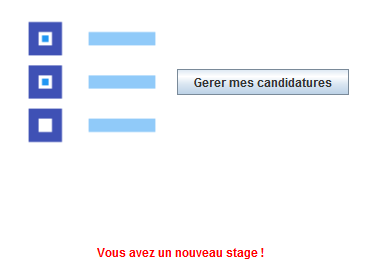 Gerer mes candidatures
Vous avez un nouveau stage !